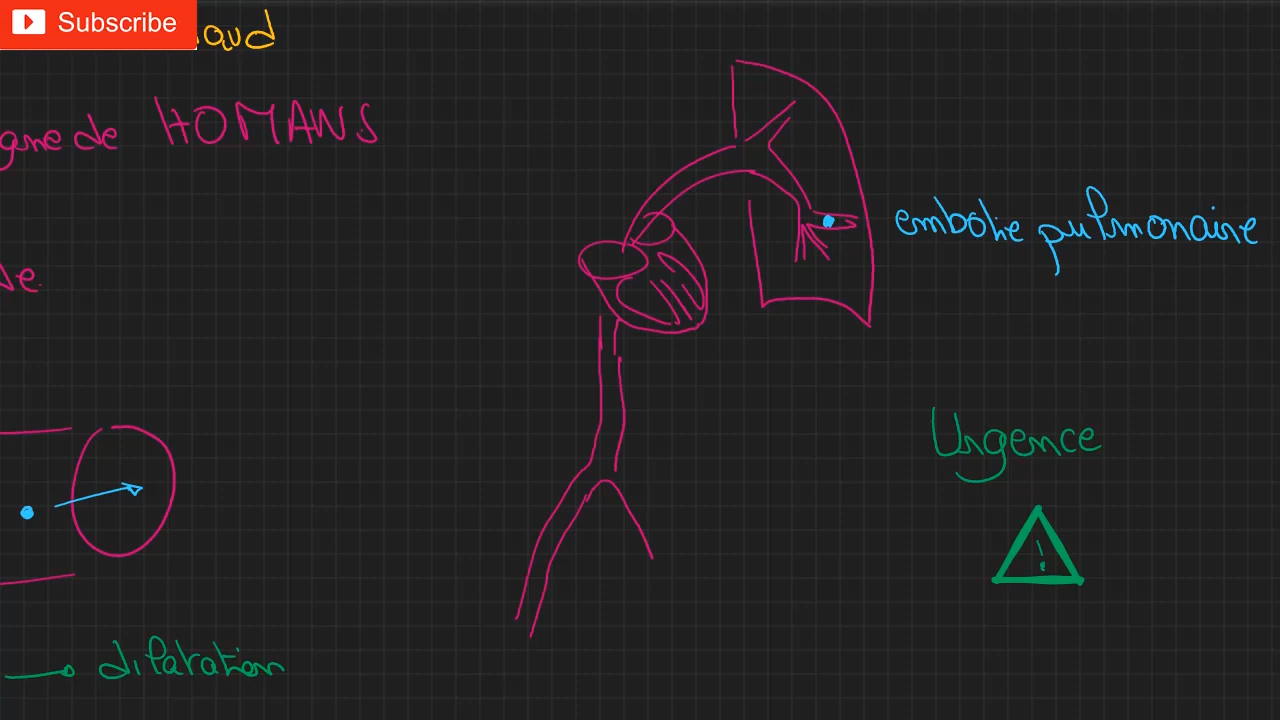 Subscribe
aud
gne de HOMANS
embolie pulmonaire
Urgence
!
dilatation